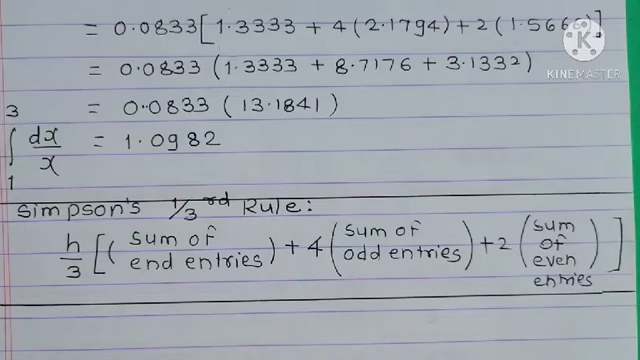 = 0.0833[1.3333 + 4(2.1794) + 2(1.566
= 0.0833 (1.3333 + 8.7176 + 3.1332)
= 0.0833 (13.1841)
∫₁³ dx/x = 1.0982
Simpson's 1/3 rd Rule:
h/3 [(sum of end entries) + 4 (sum of odd entries) + 2 (sum of even entries)]
KINEMASTER